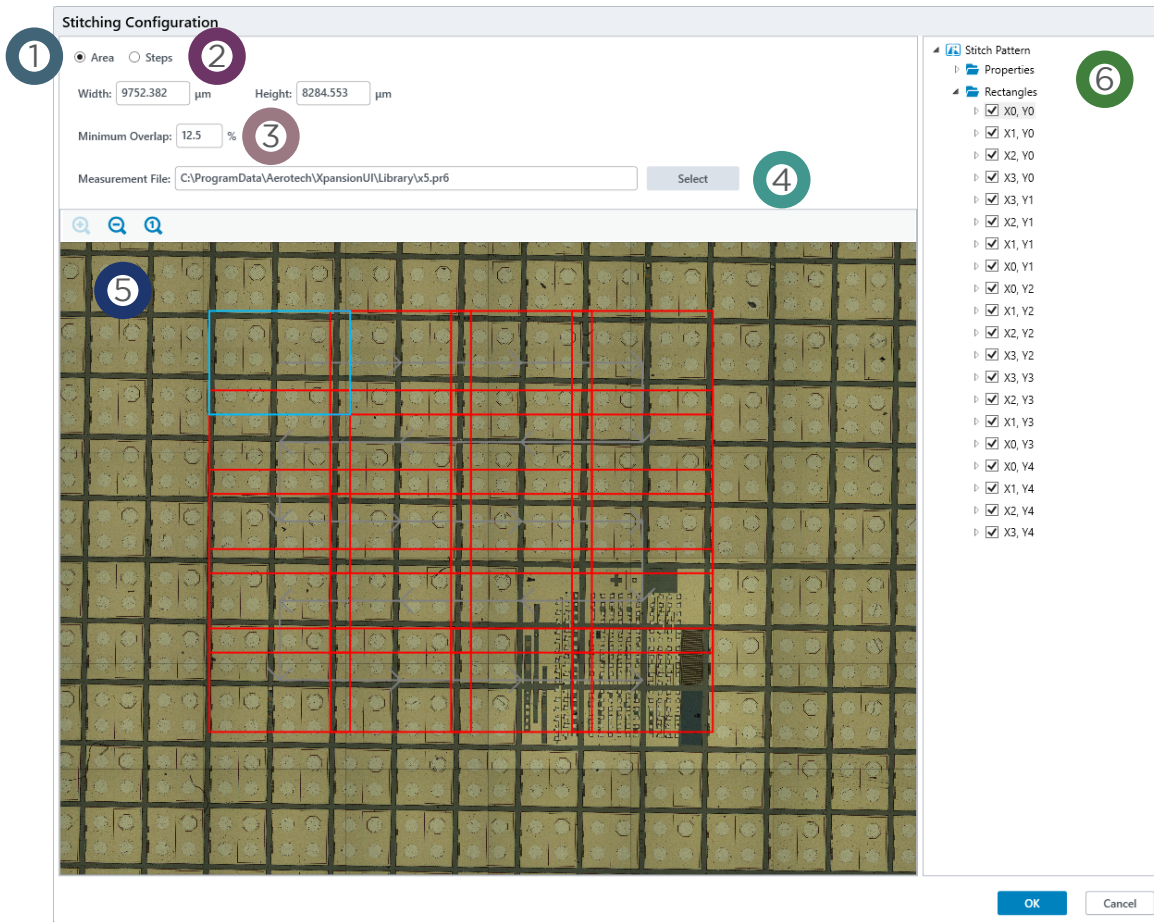 Stitching Configuration
1
Area
Steps
2
Width: 9752.382 μm
Height: 8284.553 μm
Minimum Overlap: 12.5 %
3
Measurement File: C:\ProgramData\Aerotech\XpansionUI\Library\x5.pr6
Select
4
1
5
Stitch Pattern
Properties
6
Rectangles
X0, Y0
X1, Y0
X2, Y0
X3, Y0
X3, Y1
X2, Y1
X1, Y1
X0, Y1
X0, Y2
X1, Y2
X2, Y2
X3, Y2
X3, Y3
X2, Y3
X1, Y3
X0, Y3
X0, Y4
X1, Y4
X2, Y4
X3, Y4
OK
Cancel